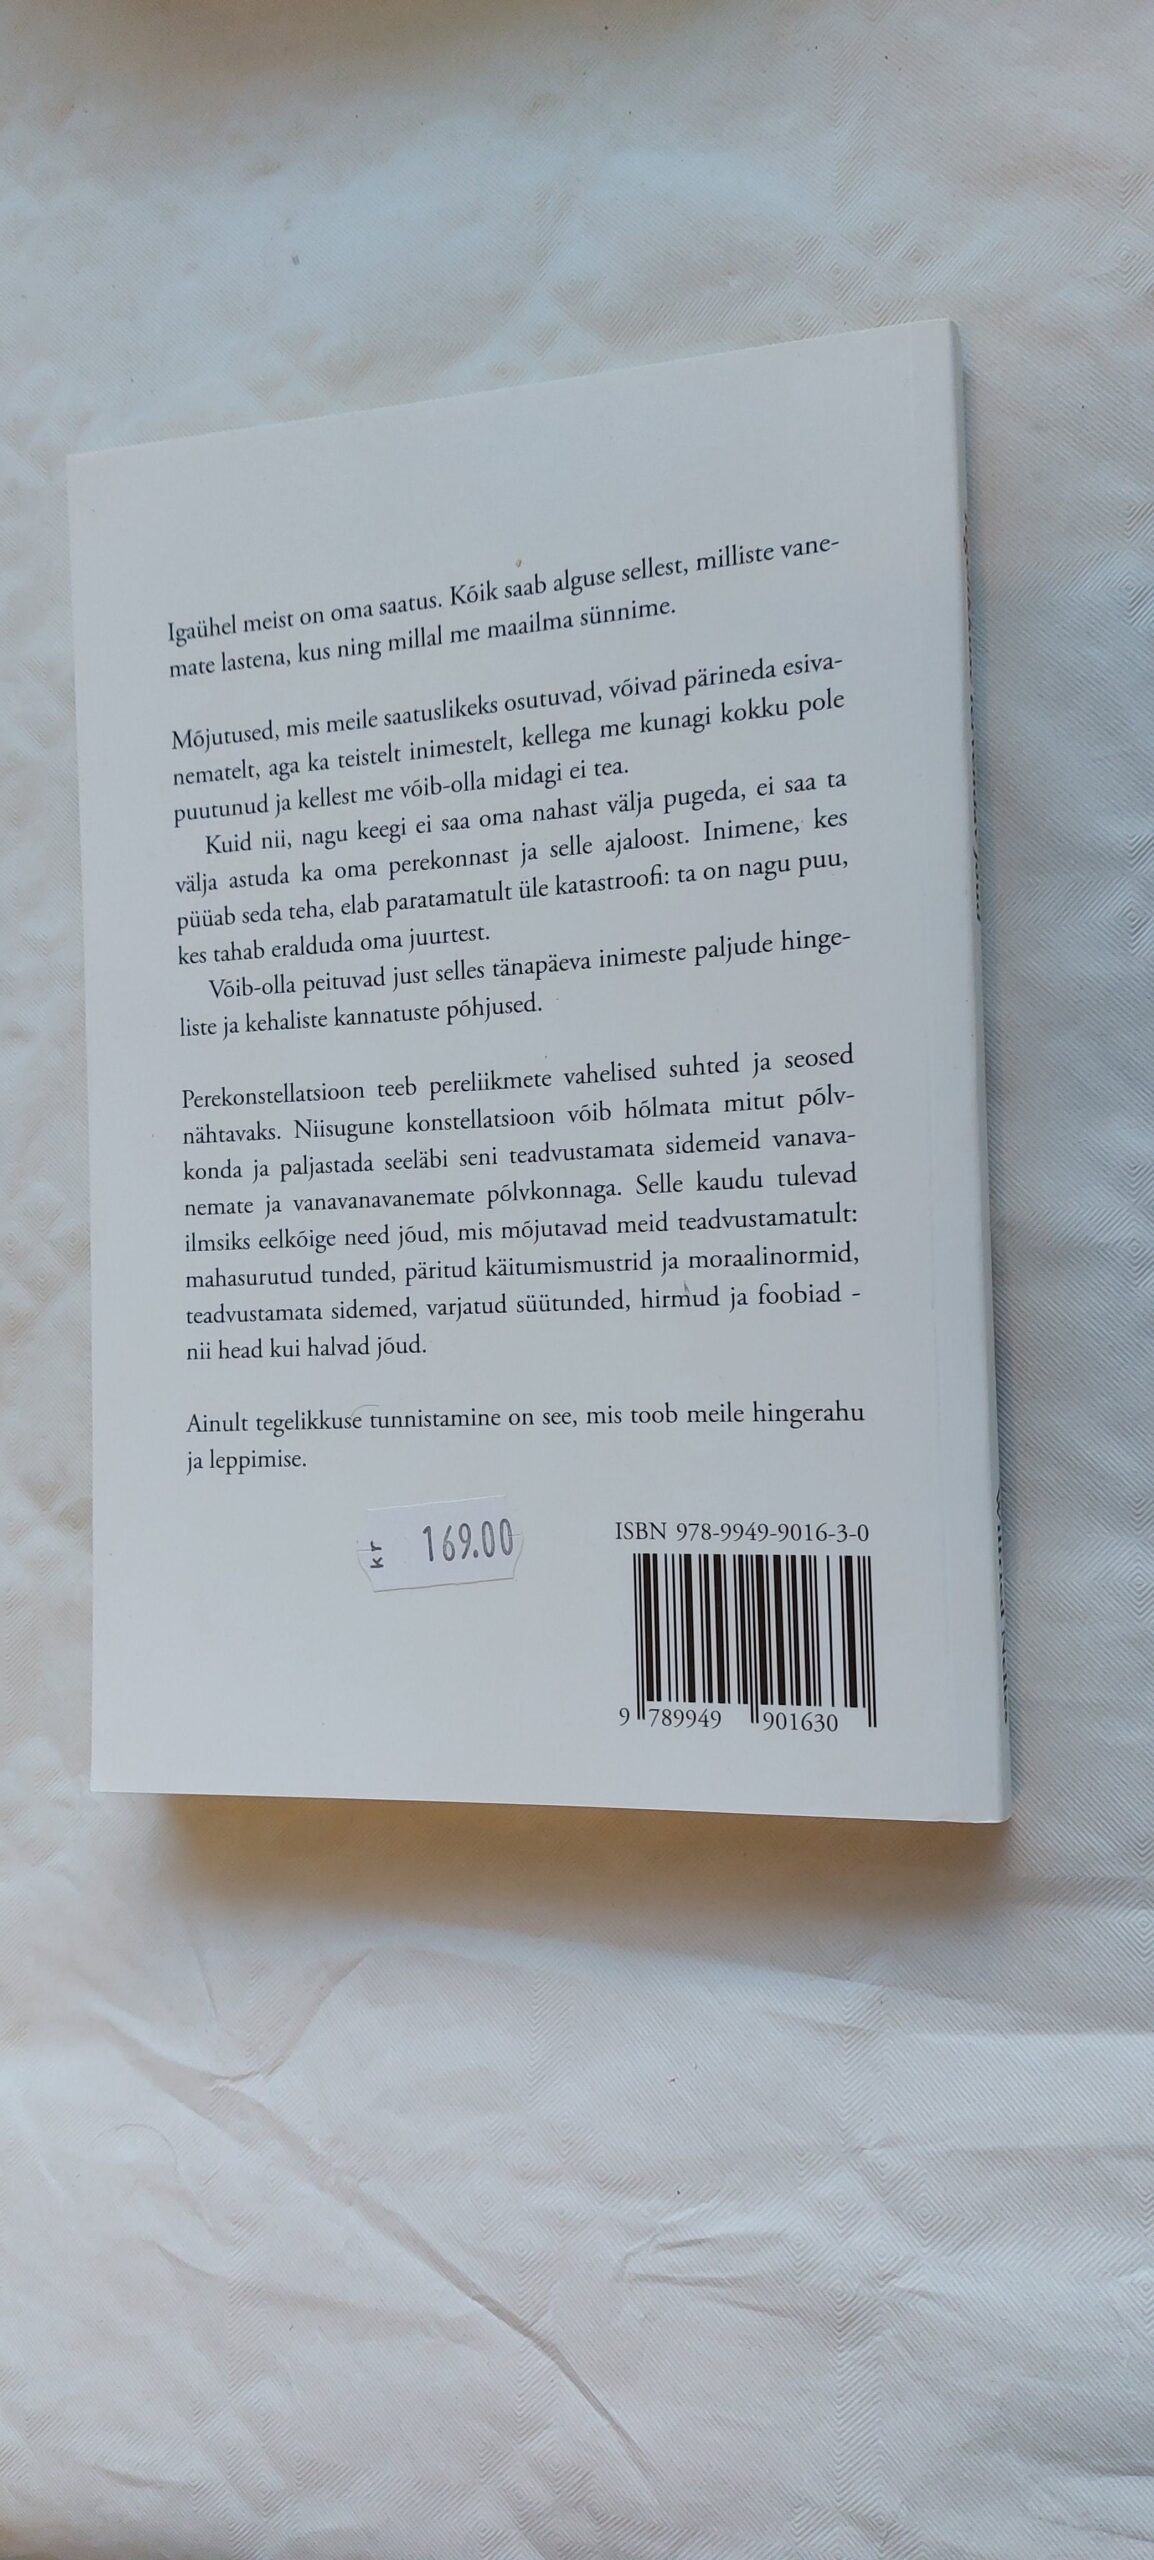 Igaühel meist on oma saatus. Kõik saab alguse sellest, milliste vane-
mate lastena, kus ning millal me maailma sünnime.
Mõjutused, mis meile saatuslikeks osutuvad, võivad pärineda esiva-
nematelt, aga ka teistelt inimestelt, kellega me kunagi kokku pole
puutunud ja kellest me võib-olla midagi ei tea.
Kuid nii, nagu keegi ei saa oma nahast välja pugeda, ei saa ta
välja astuda ka oma perekonnast ja selle ajaloost. Inimene, kes
püüab seda teha, elab paratamatult üle katastroofi: ta on nagu puu,
kes tahab eralduda oma juurtest.
Võib-olla peituvad just selles tänapäeva inimeste paljude hinge-
liste ja kehaliste kannatuste põhjused.
Perekonstellatsioon teeb pereliikmete vahelised suhted ja seosed
nähtavaks. Niisugune konstellatsioon võib hõlmata mitut põlv-
konda ja paljastada seeläbi seni teadvustamata sidemeid vanava-
nemate ja vanavanavanemate põlvkonnaga. Selle kaudu tulevad
ilmsiks eelkõige need jõud, mis mõjutavad meid teadvustamatult:
mahasurutud tunded, päritud käitumismustrid ja moraalinormid,
teadvustamata sidemed, varjatud süütunded, hirmud ja foobiad -
nii head kui halvad jõud.
Ainult tegelikkuse tunnistamine on see, mis toob meile hingerahu
ja leppimise.
kr 169.00
ISBN 978-9949-9016-3-0
9 789949 901630